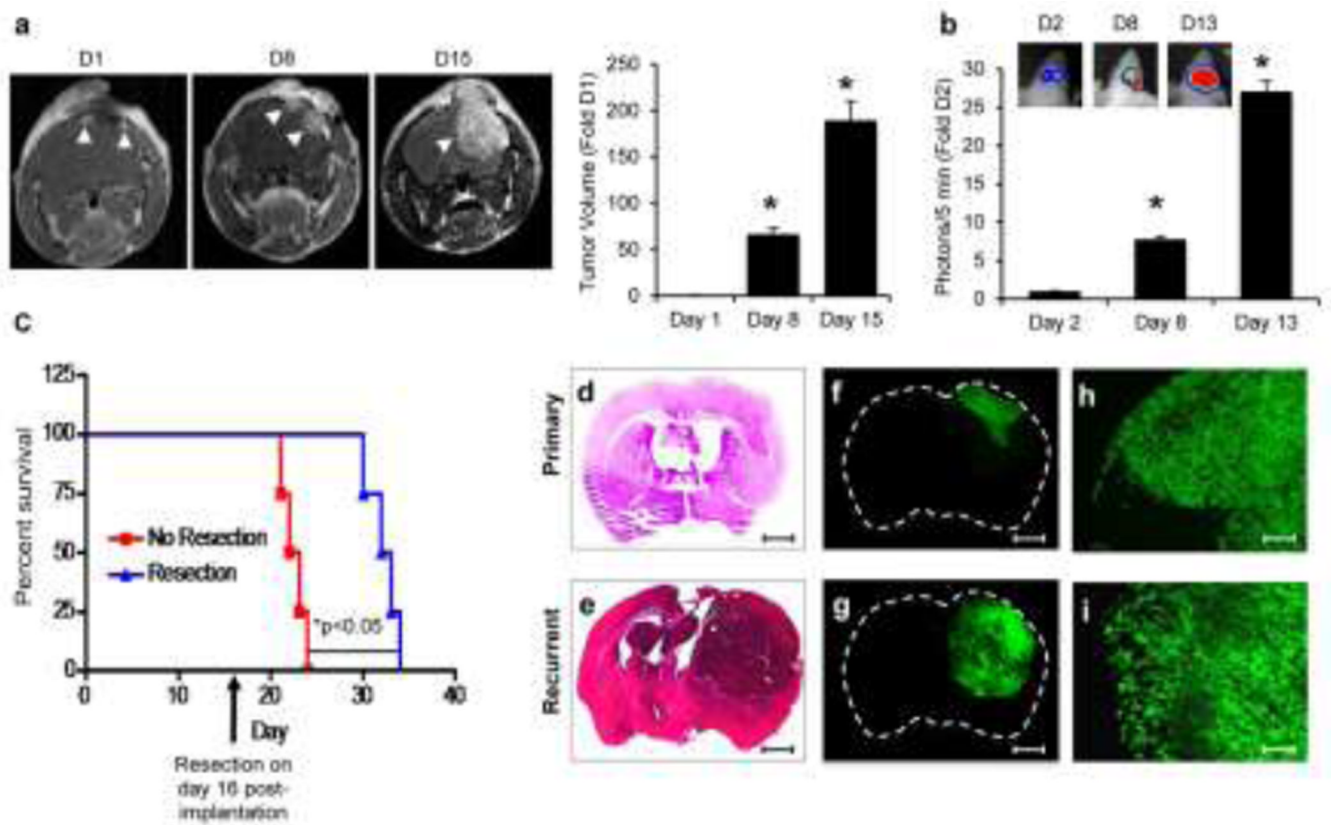 a
D1
D8
D15
Tumor Volume (Fold D1)
250
200
150
100
50
0
*
*
Day 1
Day 8
Day 15
b
D2
D8
D13
Photons/5 min (Fold D2)
30
25
20
15
10
5
0
*
*
Day 2
Day 8
Day 13
C
Percent survival
125
100
75
50
25
0
No Resection
Resection
*p<0.05
0
10
20
30
40
Day
Resection on
day 16 post-
implantation
Primary
d
f
h
Recurrent
e
g
i